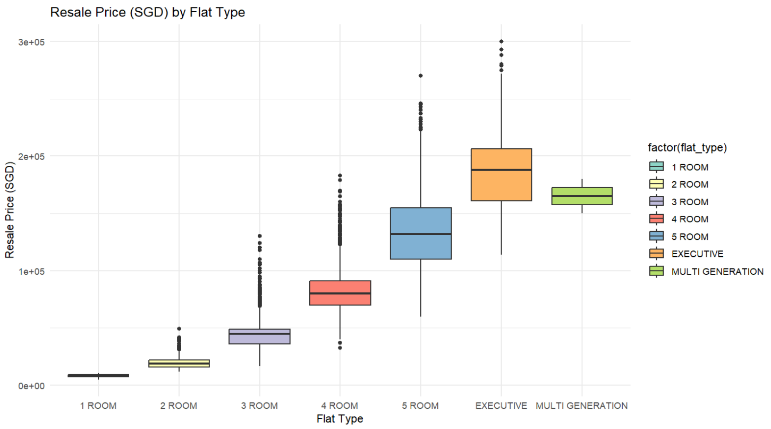 Resale Price (SGD) by Flat Type
3e+05
2e+05
1e+05
0e+00
Resale Price (SGD)
1 ROOM
2 ROOM
3 ROOM
4 ROOM
5 ROOM
EXECUTIVE
MULTI GENERATION
Flat Type
factor(flat_type)
1 ROOM
2 ROOM
3 ROOM
4 ROOM
5 ROOM
EXECUTIVE
MULTI GENERATION